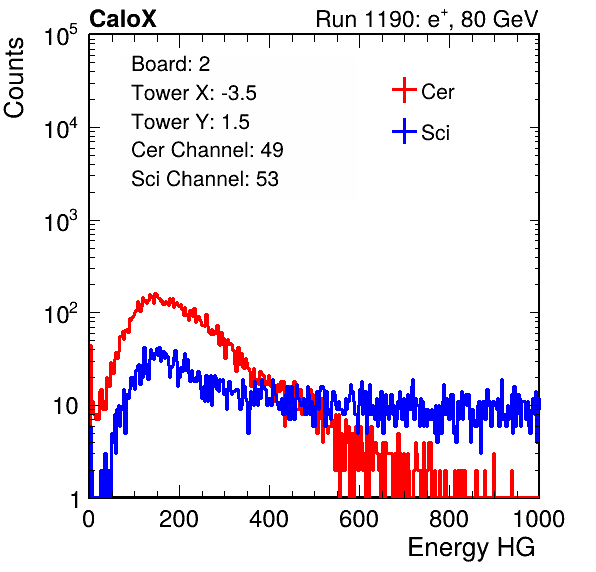 CaloX
Run 1190: e⁺, 80 GeV
Counts
10⁵
10⁴
10³
10²
10
1
Board: 2
Tower X: -3.5
Tower Y: 1.5
Cer Channel: 49
Sci Channel: 53
Cer
Sci
0 200 400 600 800 1000
Energy HG